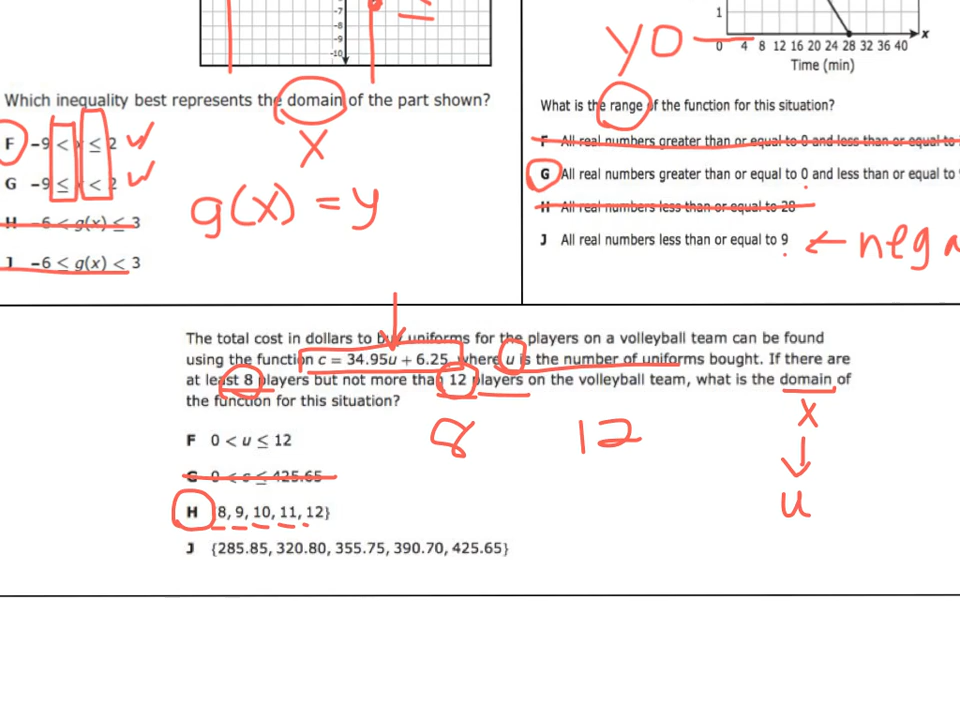 -7
-8
-9
-10
Which inequality best represents the domain of the part shown?
x
F -9 < ≤ 2
G -9 ≤ < 2
H -6 < g(x) ≤ 3
J -6 ≤ g(x) < 3
g(x) = y
1
0 4 8 12 16 20 24 28 32 36 40
x
Time (min)
yo
What is the range of the function for this situation?
F All real numbers greater than or equal to 0 and less than or equal to
G All real numbers greater than or equal to 0 and less than or equal to
H All real numbers less than or equal to 28
J All real numbers less than or equal to 9
← nega
The total cost in dollars to buy uniforms for the players on a volleyball team can be found
using the function c = 34.95u + 6.25, where u is the number of uniforms bought. If there are
at least 8 players but not more than 12 players on the volleyball team, what is the domain of
the function for this situation?
8 12
x
↓
u
F 0 < u ≤ 12
G 0 < c ≤ 425.65
H {8, 9, 10, 11, 12}
J {285.85, 320.80, 355.75, 390.70, 425.65}